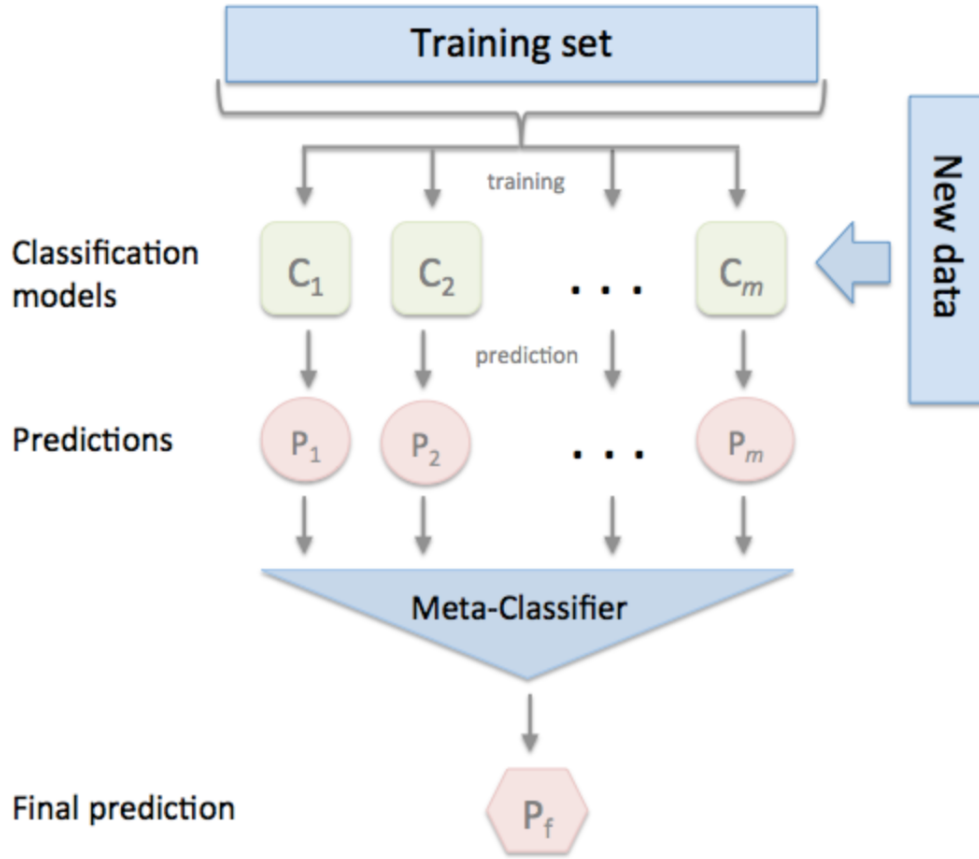 Training set
training
New data
Classification
models
C1
C2
. . .
Cm
prediction
Predictions
P1
P2
. . .
Pm
Meta-Classifier
Final prediction
Pf